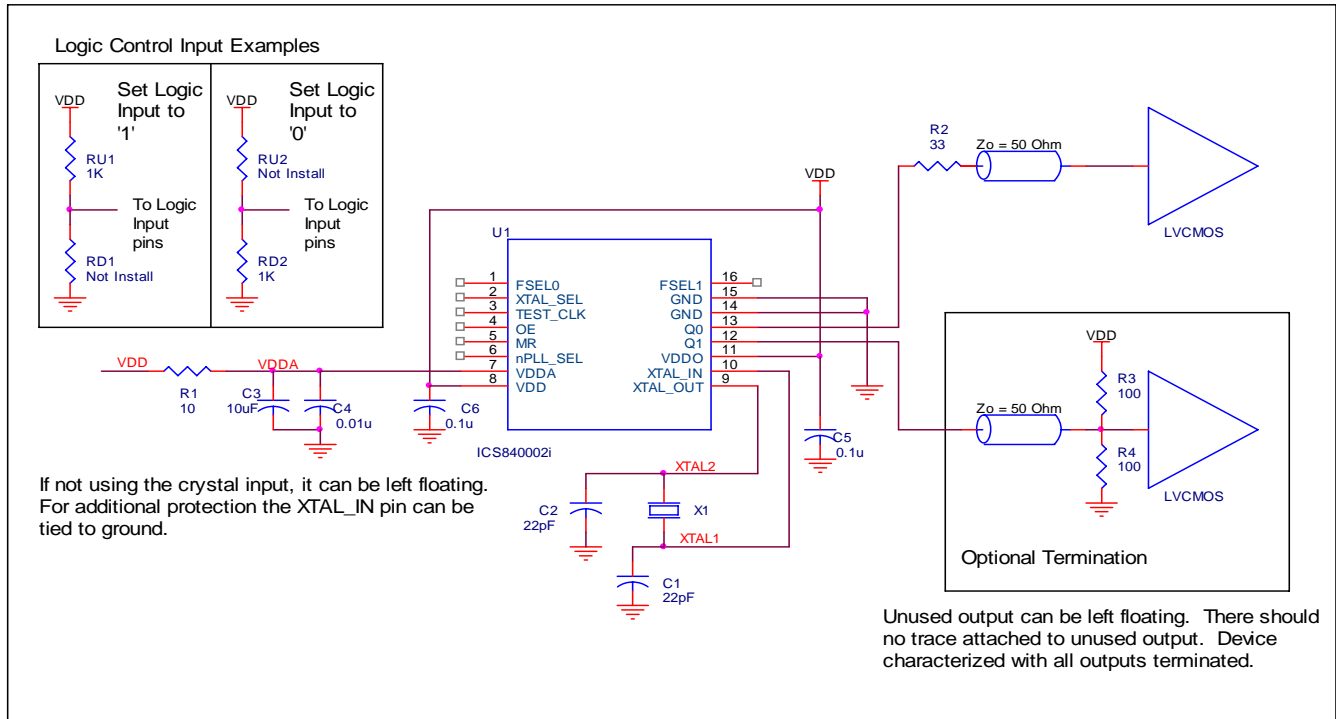 Logic Control Input Examples
Set Logic
Input to
'1'
VDD
RU1
1K
To Logic
Input
pins
RD1
Not Install
Set Logic
Input to
'0'
VDD
RU2
Not Install
To Logic
Input
pins
RD2
1K
VDD
R1
10
VDDA
C3
10uF
C4
0.01u
C6
0.1u
U1
1
FSEL0
2
XTAL_SEL
3
TEST_CLK
4
OE
5
MR
6
nPLL_SEL
7
VDDA
8
VDD
16
FSEL1
15
GND
14
GND
13
Q0
12
Q1
11
VDDO
10
XTAL_IN
9
XTAL_OUT
ICS840002i
VDD
C5
0.1u
XTAL2
C2
22pF
X1
XTAL1
C1
22pF
R2
33
Zo = 50 Ohm
LVCMOS
VDD
R3
100
Zo = 50 Ohm
R4
100
LVCMOS
Optional Termination
If not using the crystal input, it can be left floating.
For additional protection the XTAL_IN pin can be
tied to ground.
Unused output can be left floating. There should
no trace attached to unused output. Device
characterized with all outputs terminated.